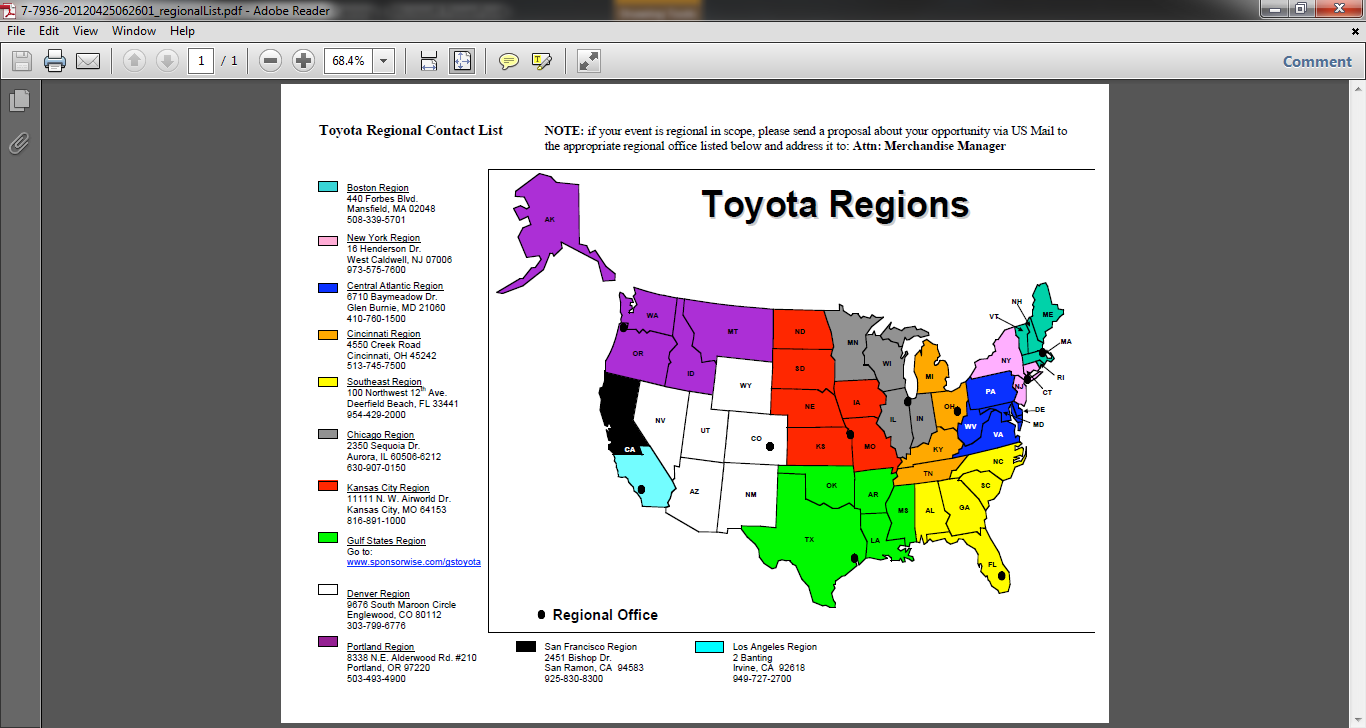 7-7936-20120425062601_regionalList.pdf - Adobe Reader
File Edit View Window Help
1 / 1 68.4% Comment
Toyota Regional Contact List
NOTE: if your event is regional in scope, please send a proposal about your opportunity via US Mail to
the appropriate regional office listed below and address it to: Attn: Merchandise Manager
Boston Region
440 Forbes Blvd.
Mansfield, MA 02048
508-339-5701
New York Region
16 Henderson Dr.
West Caldwell, NJ 07006
973-575-7600
Central Atlantic Region
6710 Baymeadow Dr.
Glen Burnie, MD 21060
410-760-1500
Cincinnati Region
4550 Creek Road
Cincinnati, OH 45242
513-745-7500
Southeast Region
100 Northwest 12th Ave.
Deerfield Beach, FL 33441
954-429-2000
Chicago Region
2350 Sequoia Dr.
Aurora, IL 60506-6212
630-907-0150
Kansas City Region
11111 N. W. Airworld Dr.
Kansas City, MO 64153
816-891-1000
Gulf States Region
Go to:
www.sponsorwise.com/gstoyota
Denver Region
9676 South Maroon Circle
Englewood, CO 80112
303-799-6776
Portland Region
8338 N.E. Alderwood Rd. #210
Portland, OR 97220
503-493-4900
Toyota Regions
AK
WA
MT
ND
MN
NH
VT
ME
MA
OR
ID
SD
WI
MI
NY
RI
CT
NJ
WY
NE
IA
PA
DE
MD
NV
UT
CO
KS
MO
IL
IN
OH
WV
VA
KY
CA
AZ
NM
OK
AR
TN
NC
SC
TX
LA
MS
AL
GA
FL
Regional Office
San Francisco Region
2451 Bishop Dr.
San Ramon, CA 94583
925-830-8300
Los Angeles Region
2 Banting
Irvine, CA 92618
949-727-2700